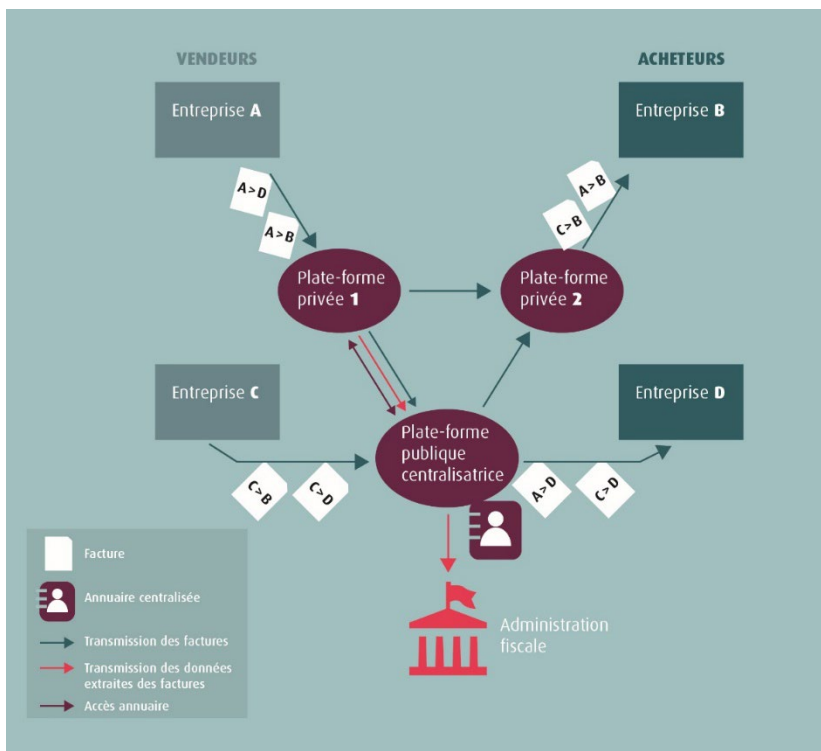 VENDEURS
ACHETEURS
Entreprise A
Entreprise B
A>D
A>B
A>B
C>B
Plate-forme
privée 1
Plate-forme
privée 2
Entreprise C
Entreprise D
Plate-forme
publique
centralisatrice
C>B
C>D
A>D
C>D
Facture
Annuaire centralisée
Transmission des factures
Transmission des données
extraites des factures
Accès annuaire
Administration
fiscale